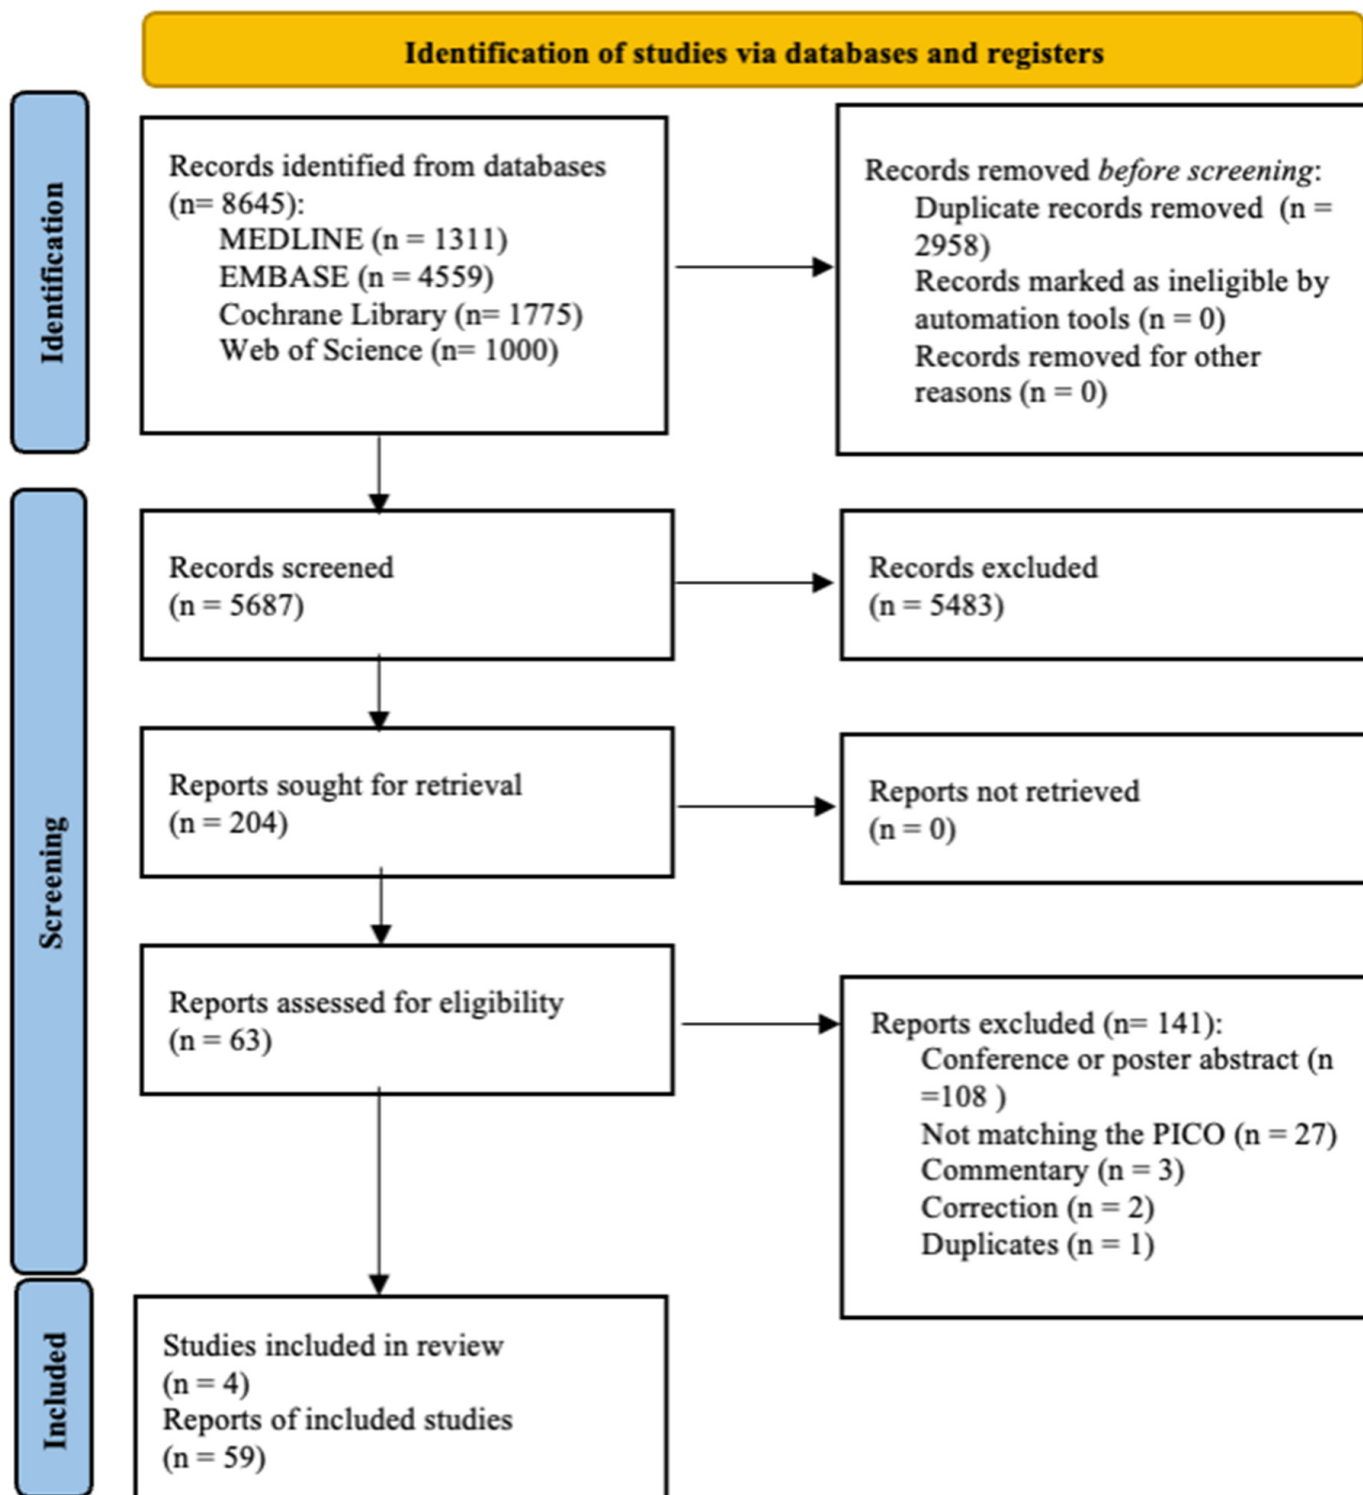 Identification of studies via databases and registers
Identification
Records identified from databases
(n= 8645):
MEDLINE (n = 1311)
EMBASE (n = 4559)
Cochrane Library (n= 1775)
Web of Science (n= 1000)
Records removed before screening:
Duplicate records removed  (n =
2958)
Records marked as ineligible by
automation tools (n = 0)
Records removed for other
reasons (n = 0)
Screening
Records screened
(n = 5687)
Records excluded
(n = 5483)
Reports sought for retrieval
(n = 204)
Reports not retrieved
(n = 0)
Reports assessed for eligibility
(n = 63)
Reports excluded (n= 141):
Conference or poster abstract (n
=108 )
Not matching the PICO (n = 27)
Commentary (n = 3)
Correction (n = 2)
Duplicates (n = 1)
Included
Studies included in review
(n = 4)
Reports of included studies
(n = 59)